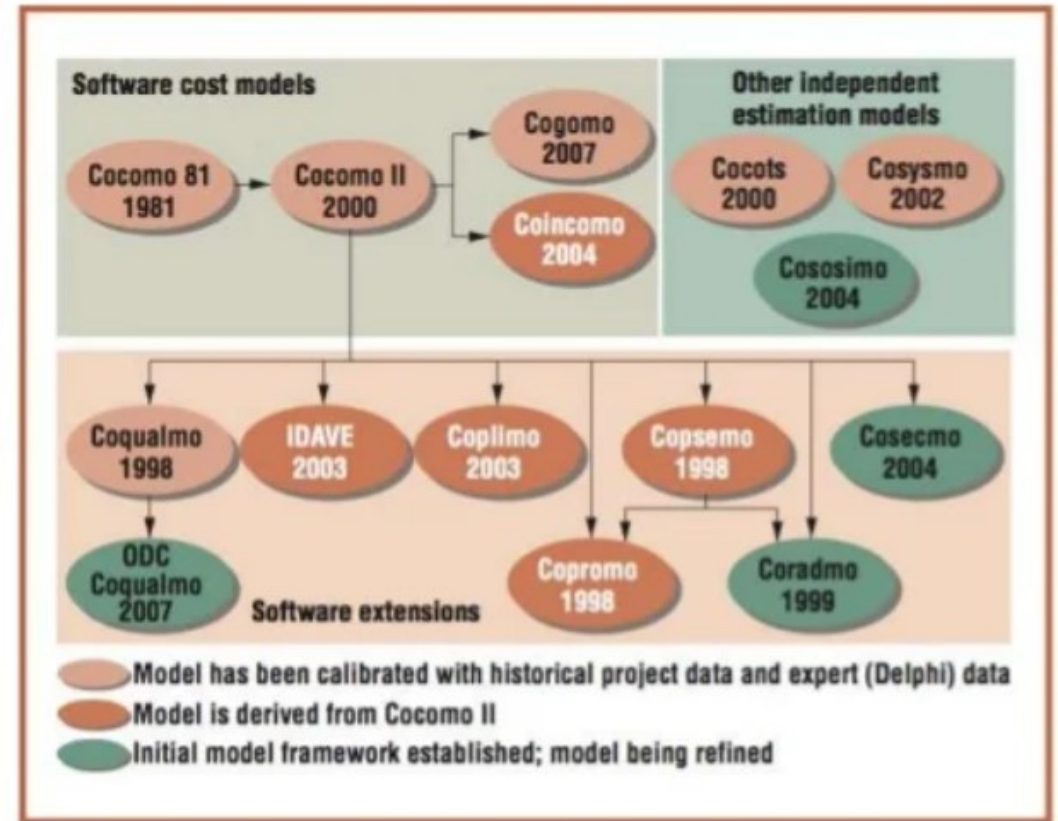 Software cost models
Cocomo 81
1981
Cocomo II
2000
Cogomo
2007
Coincomo
2004
Other independent
estimation models
Cocots
2000
Cosysmo
2002
Cososimo
2004
Coqualmo
1998
IDAVE
2003
Coplimo
2003
Copsemo
1998
Cosecmo
2004
ODC
Coqualmo
2007
Software extensions
Copromo
1998
Coradmo
1999
Model has been calibrated with historical project data and expert (Delphi) data
Model is derived from Cocomo II
Initial model framework established; model being refined